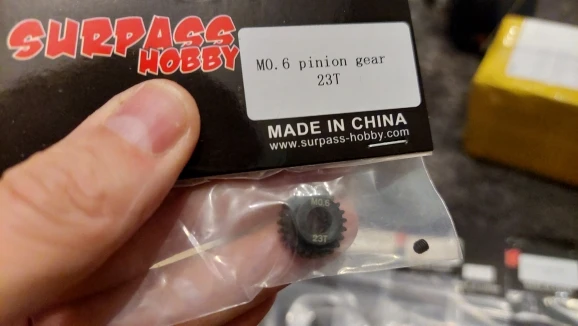 SURPASS
HOBBY
M0.6 pinion gear
23T
MADE IN CHINA
www.surpass-hobby.com
M0.6
23T